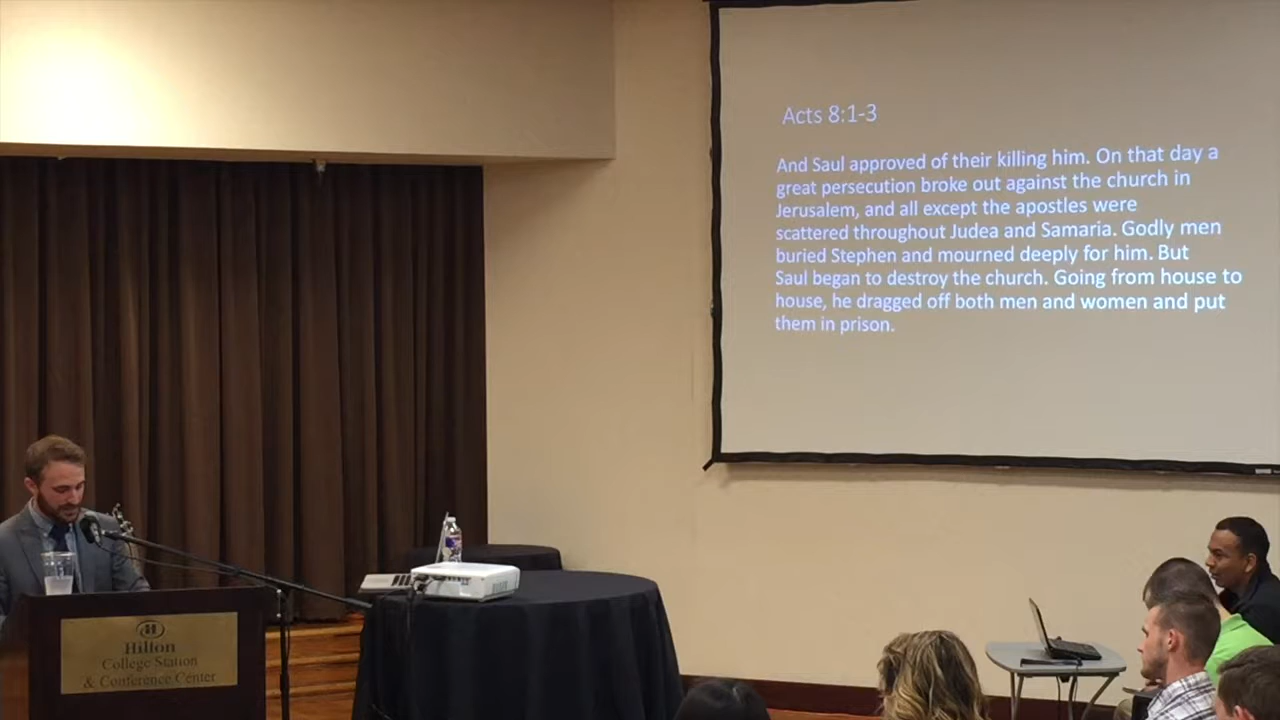 Acts 8:1-3
And Saul approved of their killing him. On that day a
great persecution broke out against the church in
Jerusalem, and all except the apostles were
scattered throughout Judea and Samaria. Godly men
buried Stephen and mourned deeply for him. But
Saul began to destroy the church. Going from house to
house, he dragged off both men and women and put
them in prison.
Hilton
College Station
& Conference Center